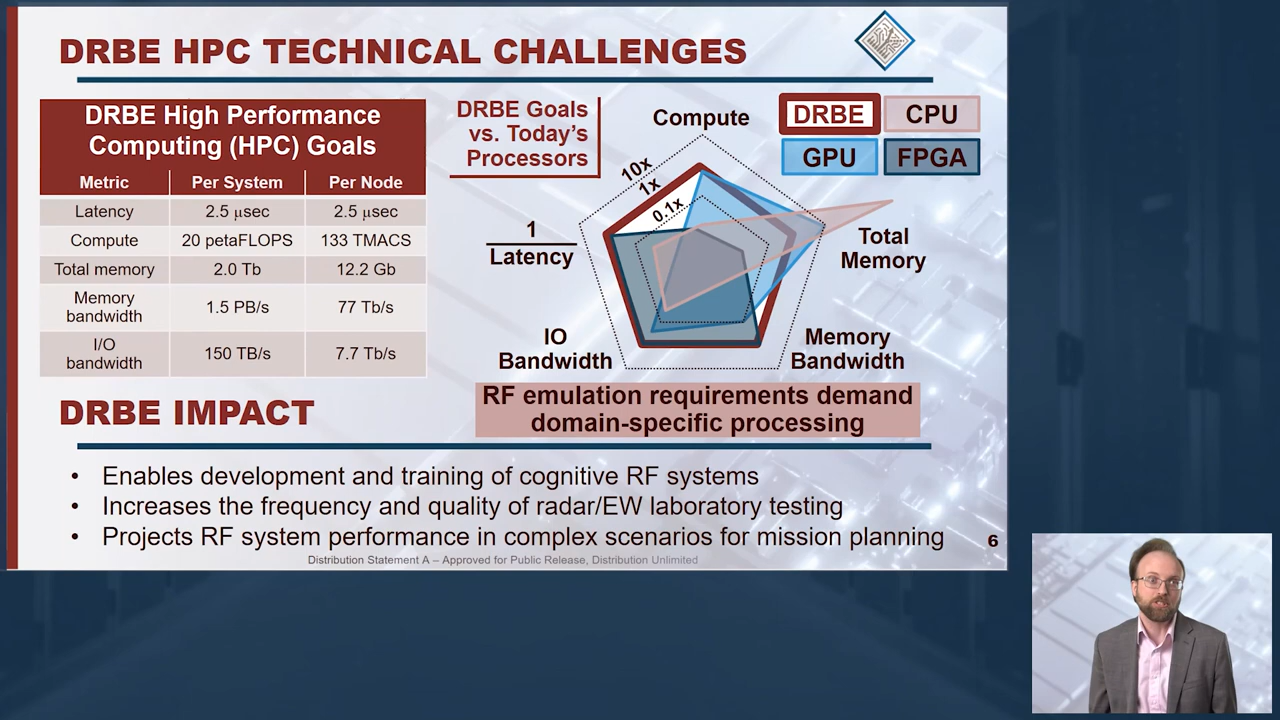 DRBE HPC TECHNICAL CHALLENGES
DRBE High Performance
Computing (HPC) Goals
Metric Per System Per Node
Latency 2.5 μsec 2.5 μsec
Compute 20 petaFLOPS 133 TMACS
Total memory 2.0 Tb 12.2 Gb
Memory
bandwidth 1.5 PB/s 77 Tb/s
I/O
bandwidth 150 TB/s 7.7 Tb/s
DRBE Goals
vs. Today's
Processors
Compute
DRBE CPU
GPU FPGA
10x
1x
0.1x
1
Latency
Total
Memory
IO
Bandwidth
Memory
Bandwidth
RF emulation requirements demand
domain-specific processing
DRBE IMPACT
• Enables development and training of cognitive RF systems
• Increases the frequency and quality of radar/EW laboratory testing
• Projects RF system performance in complex scenarios for mission planning
6
Distribution Statement A – Approved for Public Release, Distribution Unlimited